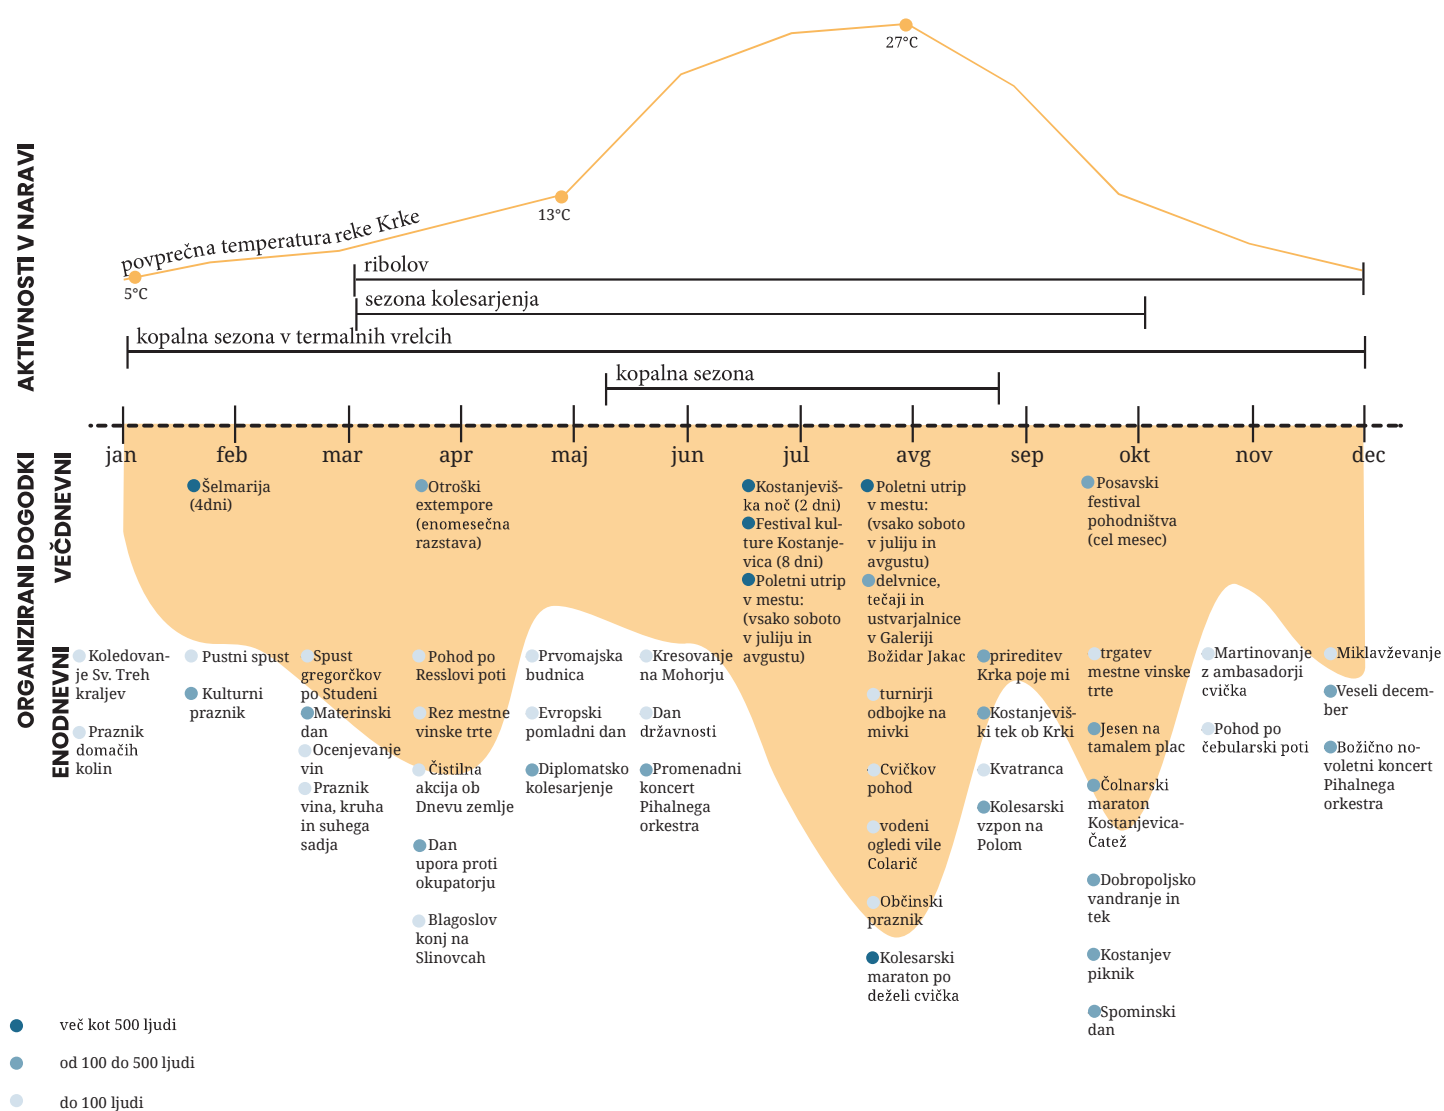 27°C
13°C
povprečna temperatura reke Krke
5°C
AKTIVNOSTI V NARAVI
ribolov
sezona kolesarjenja
kopalna sezona v termalnih vrelcih
kopalna sezona
jan
feb
mar
apr
maj
jun
jul
avg
sep
okt
nov
dec
ORGANIZIRANI DOGODKI
VEČDNEVNI
Šelmarija
(4dni)
Otroški
extempore
(enomesečna
razstava)
Kostanjeviš-
ka noč (2 dni)
Festival kul-
ture Kostanje-
vica (8 dni)
Poletni utrip
v mestu:
(vsako soboto
v juliju in
avgustu)
Poletni utrip
v mestu:
(vsako soboto
v juliju in
avgustu)
delvnice,
tečaji in
ustvarjalnice
v Galeriji
Božidar Jakac
Posavski
festival
pohodništva
(cel mesec)
ENODNEVNI
Koledovan-
je Sv. Treh
kraljev
Praznik
domačih
kolin
Pustni spust
Kulturni
praznik
Spust
gregorčkov
po Studeni
Materinski
dan
Ocenjevanje
vin
Praznik
vina, kruha
in suhega
sadja
Pohod po
Resslovi poti
Rez mestne
vinske trte
Čistilna
akcija ob
Dnevu zemlje
Dan
upora proti
okupatorju
Blagoslov
konj na
Slinovcah
Prvomajska
budnica
Evropski
pomladni dan
Diplomatsko
kolesarjenje
Kresovanje
na Mohorju
Dan
državnosti
Promenadni
koncert
Pihalnega
orkestra
turnirji
odbojke na
mivki
Cvičkov
pohod
vodeni
ogledi vile
Colarič
Občinski
praznik
Kolesarski
maraton po
deželi cvička
prireditev
Krka poje mi
Kostanjeviš-
ki tek ob Krki
Kvatranca
Kolesarski
vzpon na
Polom
trgatev
mestne vinske
trte
Jesen na
tamalem plac
Čolnarski
maraton
Kostanjevica-
Čatež
Dobropoljsko
vandranje in
tek
Kostanjev
piknik
Spominski
dan
Martinovanje
z ambasadorji
cvička
Pohod po
čebularski poti
Miklavževanje
Veseli decem-
ber
Božično no-
voletni koncert
Pihalnega
orkestra
več kot 500 ljudi
od 100 do 500 ljudi
do 100 ljudi